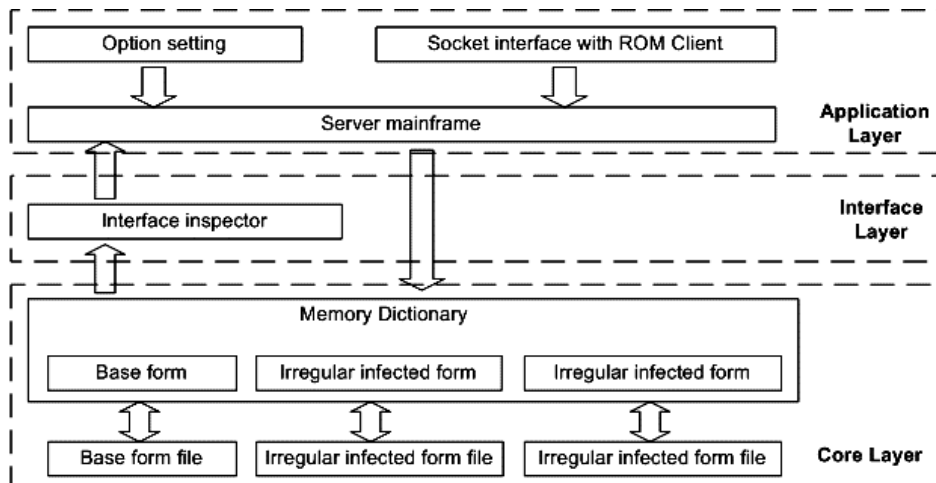 Option setting
Socket interface with ROM Client
Server mainframe
Application
Layer
Interface inspector
Interface
Layer
Memory Dictionary
Base form
Irregular infected form
Irregular infected form
Base form file
Irregular infected form file
Irregular infected form file
Core Layer